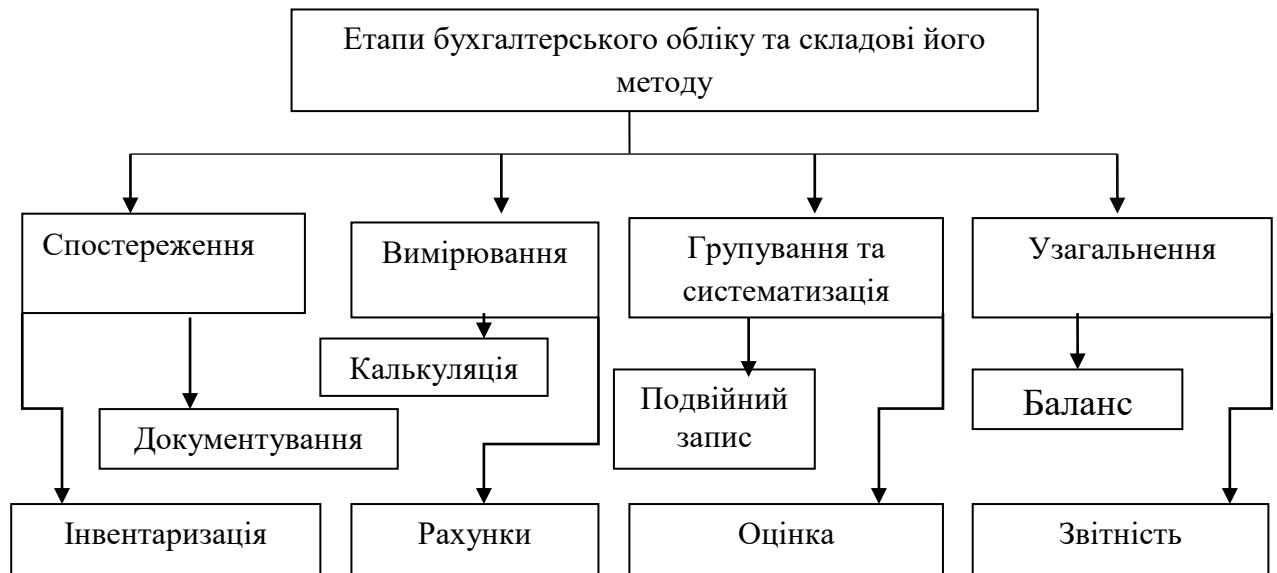 Етапи бухгалтерського обліку та складові його
методу
Спостереження
Вимірювання
Групування та
систематизація
Узагальнення
Калькуляція
Документування
Подвійний
запис
Баланс
Інвентаризація
Рахунки
Оцінка
Звітність